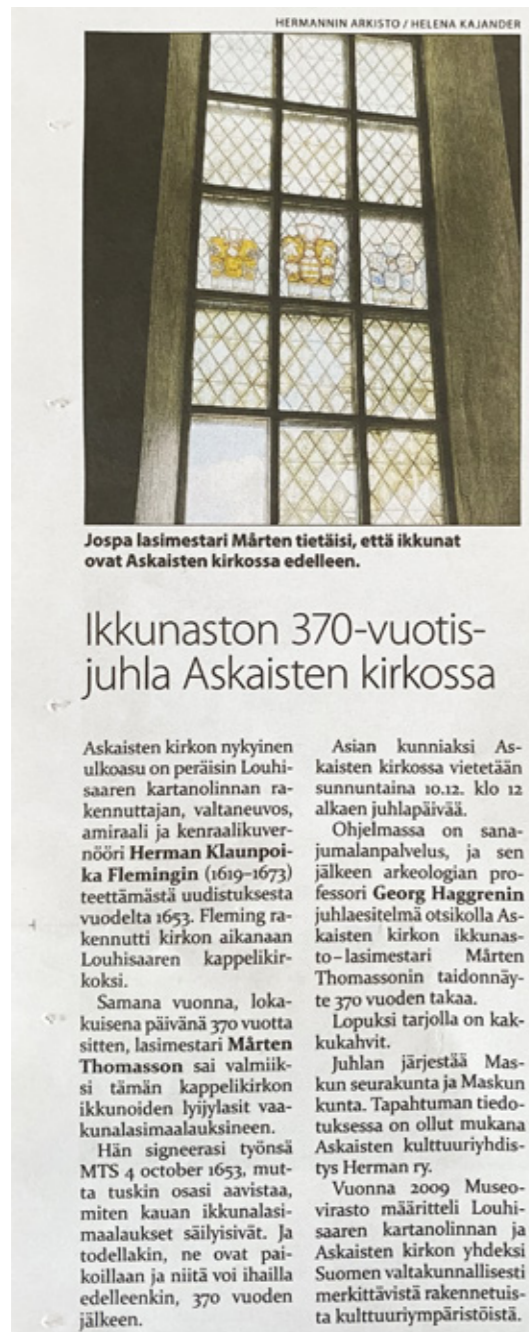 HERMANNIN ARKISTO / HELENA KAJANDER
Jospa lasimestari Mårten tietäisi, että ikkunat
ovat Askaisten kirkossa edelleen.
Ikkunaston 370-vuotis-
juhla Askaisten kirkossa
Askaisten kirkon nykyinen
ulkoasu on peräisin Louhi-
saaren kartanolinnan ra-
kennuttajan, valtaneuvos,
amiraali ja kenraalikuver-
nööri Herman Klaunpoi-
ka Flemingin (1619–1673)
teettämästä uudistuksesta
vuodelta 1653. Fleming ra-
kennutti kirkon aikanaan
Louhisaaren kappelikir-
koksi.
Samana vuonna, loka-
kuisena päivänä 370 vuotta
sitten, lasimestari Mårten
Thomasson sai valmiik-
si tämän kappelikirkon
ikkunoiden lyijylasit vaa-
kunalasimaalauksineen.
Hän signeerasi työnsä
MTS 4 october 1653, mut-
ta tuskin osasi aavistaa,
miten kauan ikkunalasi-
maalaukset säilyisivät. Ja
todellakin, ne ovat pai-
koillaan ja niitä voi ihailla
edelleenkin, 370 vuoden
jälkeen.
Asian kunniaksi As-
kaisten kirkossa vietetään
sunnuntaina 10.12. klo 12
alkaen juhlapäivää.
Ohjelmassa on sana-
jumalanpalvelus, ja sen
jälkeen arkeologian pro-
fessori Georg Haggrenin
juhlaesitelmä otsikolla As-
kaisten kirkon ikkunas-
to–lasimestari Mårten
Thomassonin taidonnäy-
te 370 vuoden takaa.
Lopuksi tarjolla on kak-
kukahvit.
Juhlan järjestää Mas-
kun seurakunta ja Maskun
kunta. Tapahtuman tiedo-
tuksessa on ollut mukana
Askaisten kulttuuriyhdis-
tys Herman ry.
Vuonna 2009 Museo-
virasto määritteli Louhi-
saaren kartanolinnan ja
Askaisten kirkon yhdeksi
Suomen valtakunnallisesti
merkittävistä rakennetuis-
ta kulttuuriympäristöistä.